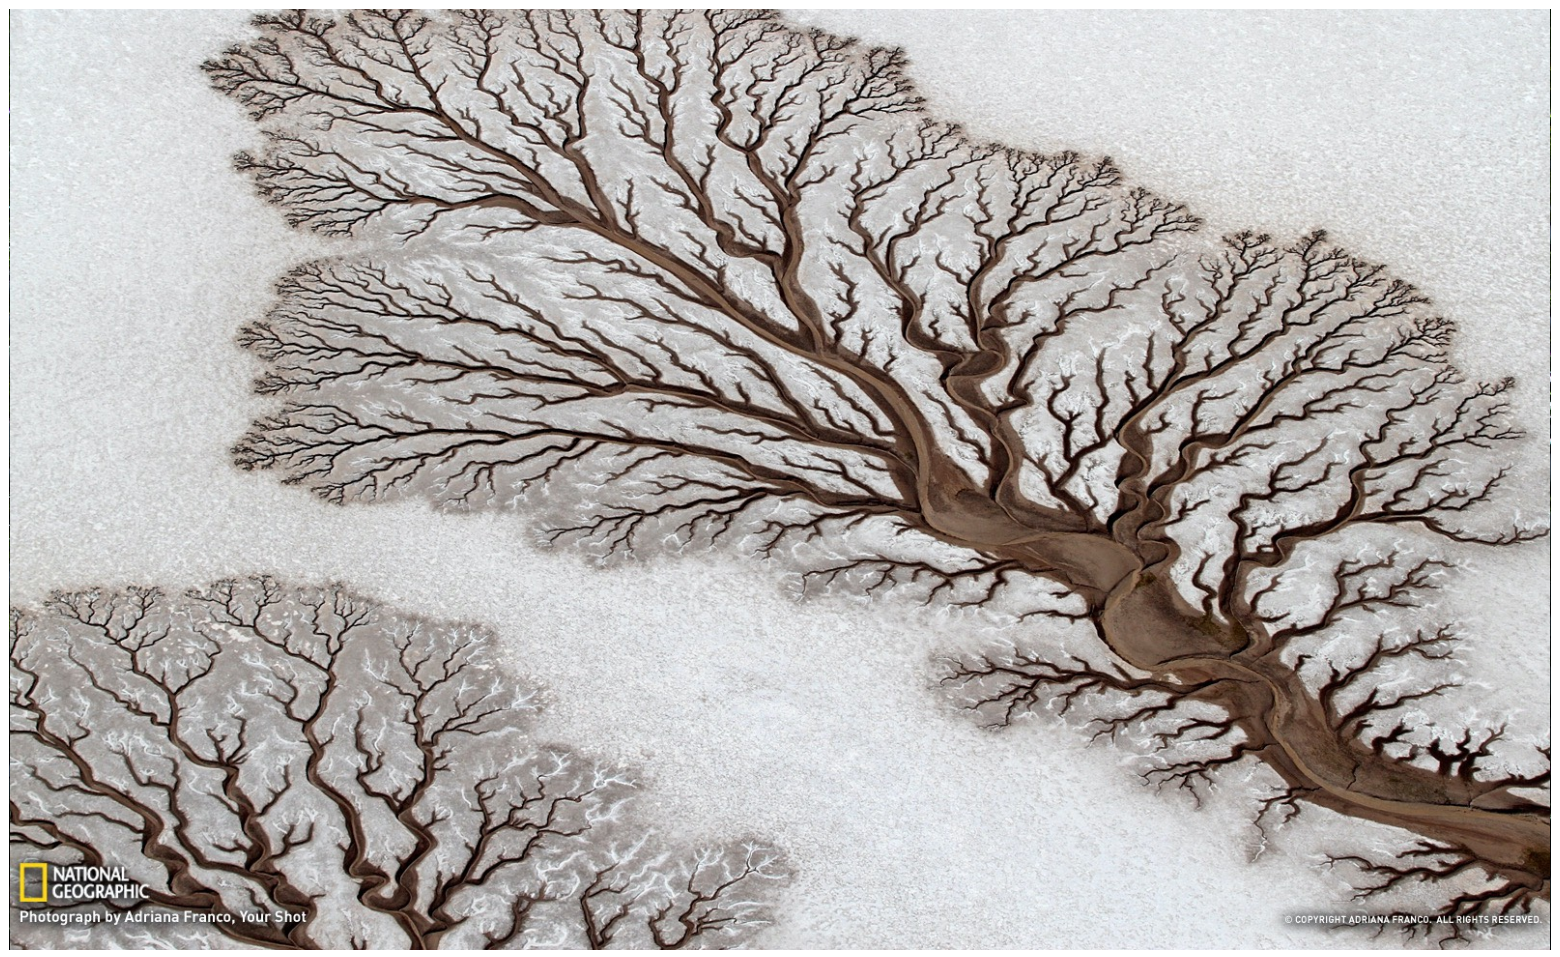 NATIONAL
GEOGRAPHIC
Photograph by Adriana Franco, Your Shot
© COPYRIGHT ADRIANA FRANCO. ALL RIGHTS RESERVED.